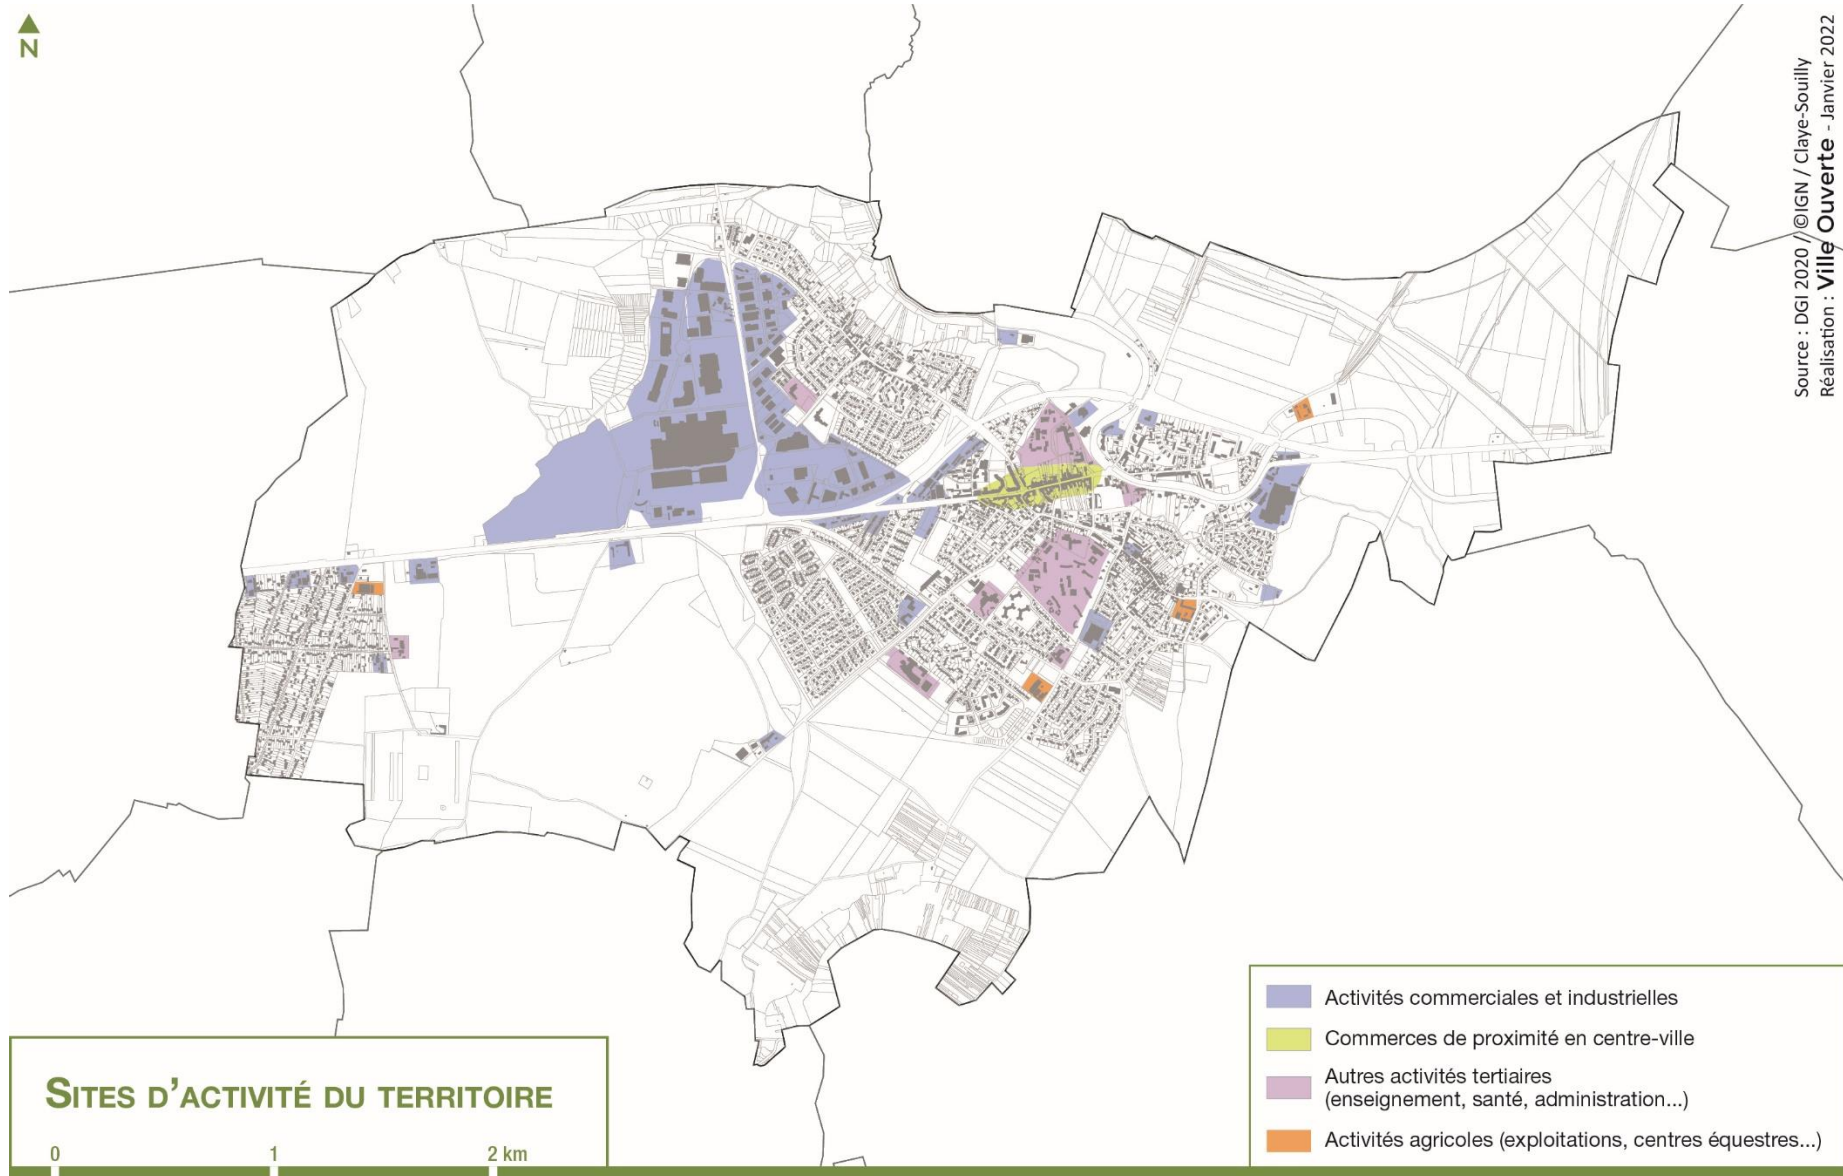 N
Source : DGI 2020 / ©IGN / Claye-Souilly
Réalisation : Ville Ouverte - Janvier 2022
Activités commerciales et industrielles
Commerces de proximité en centre-ville
Autres activités tertiaires
(enseignement, santé, administration...)
Activités agricoles (exploitations, centres équestres...)
SITES D'ACTIVITÉ DU TERRITOIRE
0 1 2 km